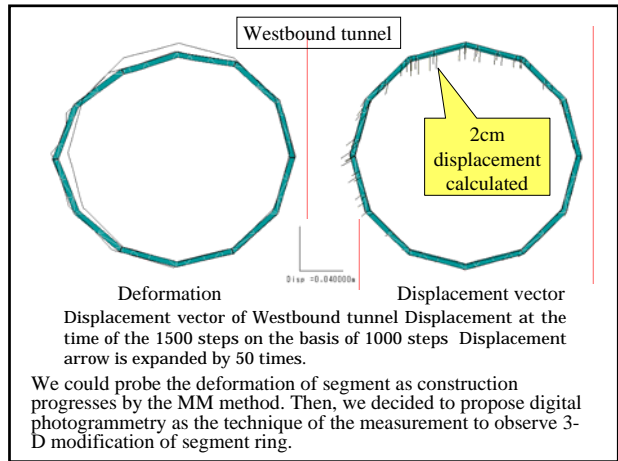 Westbound tunnel
2cm
displacement
calculated
Disp =0.040000m
Deformation
Displacement vector
Displacement vector of Westbound tunnel Displacement at the
time of the 1500 steps on the basis of 1000 steps Displacement
arrow is expanded by 50 times.
We could probe the deformation of segment as construction
progresses by the MM method. Then, we decided to propose digital
photogrammetry as the technique of the measurement to observe 3-
D modification of segment ring.